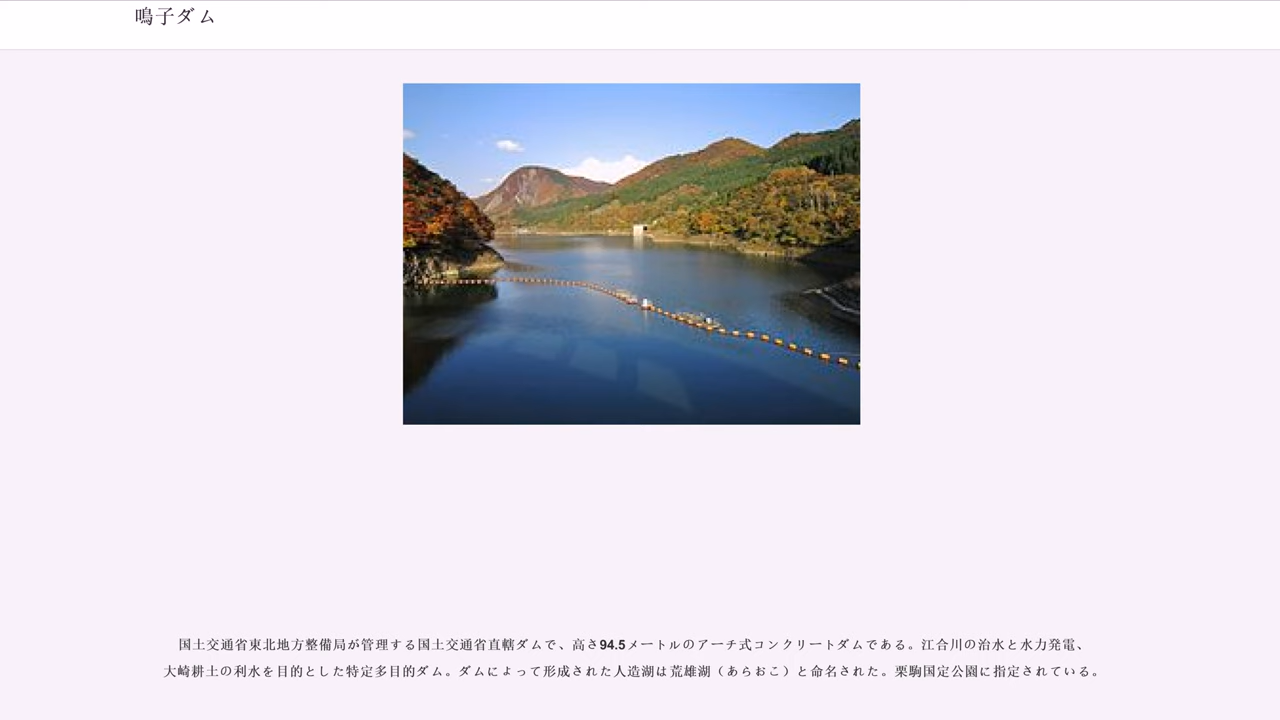 鳴子ダム
国土交通省東北地方整備局が管理する国土交通省直轄ダムで、高さ94.5メートルのアーチ式コンクリートダムである。江合川の治水と水力発電、
大崎耕土の利水を目的とした特定多目的ダム。ダムによって形成された人造湖は荒雄湖（あらおこ）と命名された。栗駒国定公園に指定されている。